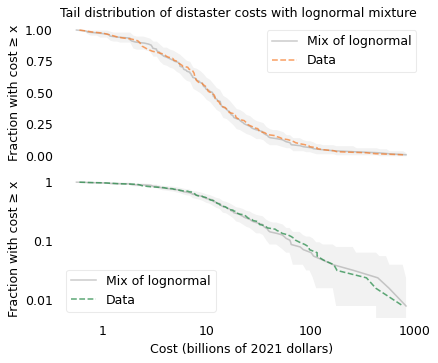 Tail distribution of distaster costs with lognormal mixture
Fraction with cost ≥ x
1.00
0.75
0.50
0.25
0.00
Mix of lognormal
Data
Fraction with cost ≥ x
1
0.1
0.01
Mix of lognormal
Data
1 10 100 1000
Cost (billions of 2021 dollars)